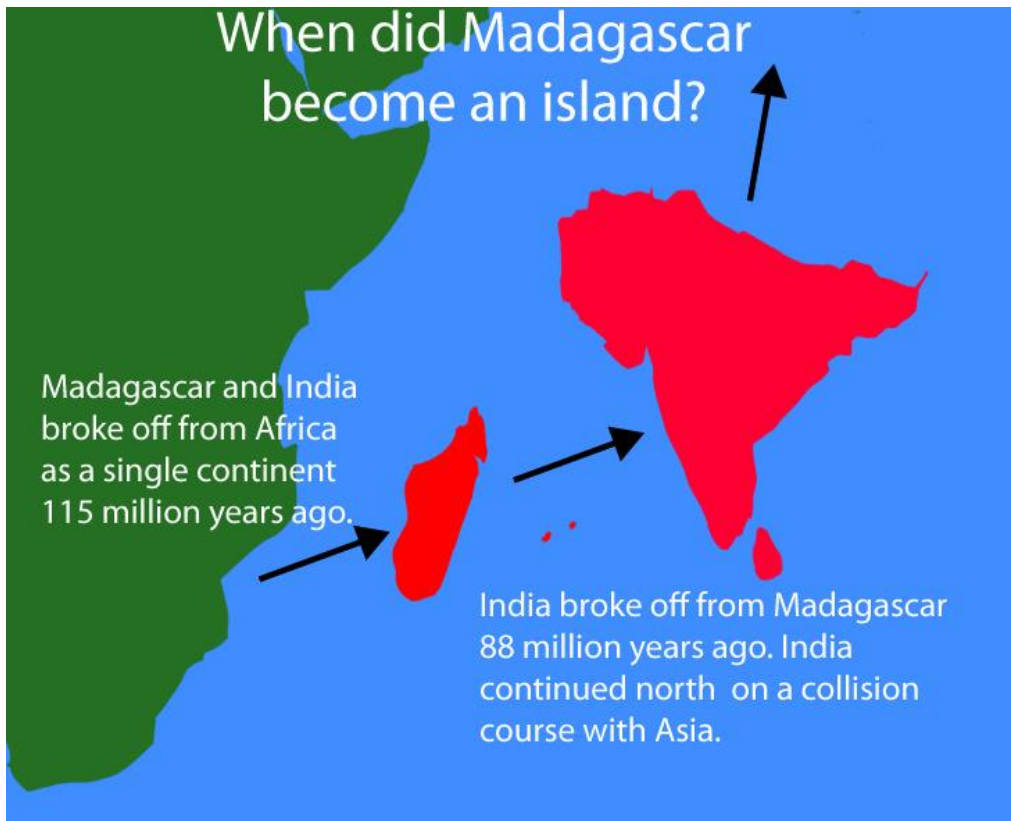 When did Madagascar
become an island?
Madagascar and India
broke off from Africa
as a single continent
115 million years ago.
India broke off from Madagascar
88 million years ago. India
continued north  on a collision
course with Asia.